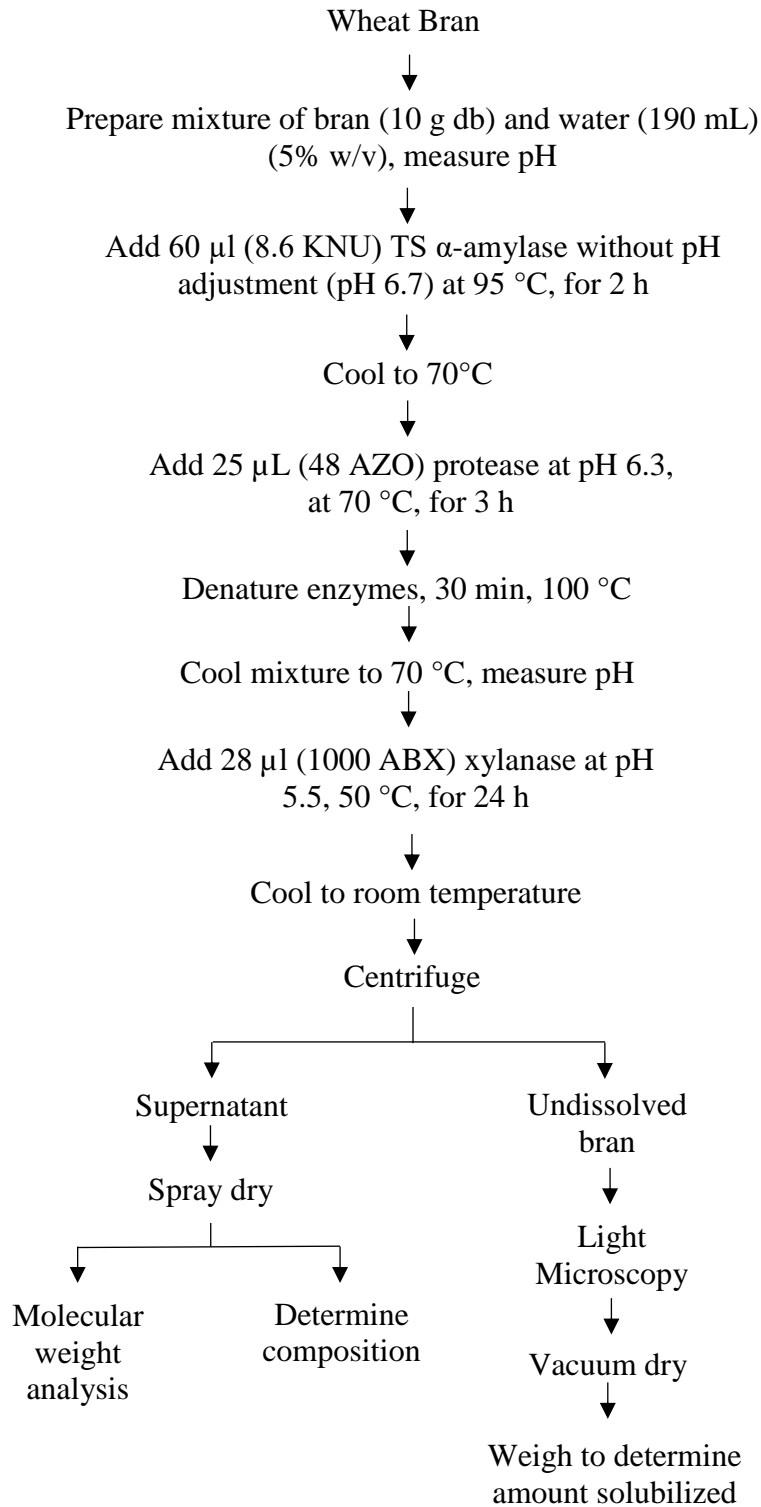 Wheat Bran
Prepare mixture of bran (10 g db) and water (190 mL)
(5% w/v), measure pH
Add 60 µl (8.6 KNU) TS α-amylase without pH
adjustment (pH 6.7) at 95 °C, for 2 h
Cool to 70°C
Add 25 µL (48 AZO) protease at pH 6.3,
at 70 °C, for 3 h
Denature enzymes, 30 min, 100 °C
Cool mixture to 70 °C, measure pH
Add 28 µl (1000 ABX) xylanase at pH
5.5, 50 °C, for 24 h
Cool to room temperature
Centrifuge
Supernatant
Spray dry
Molecular
weight
analysis
Determine
composition
Undissolved
bran
Light
Microscopy
Vacuum dry
Weigh to determine
amount solubilized